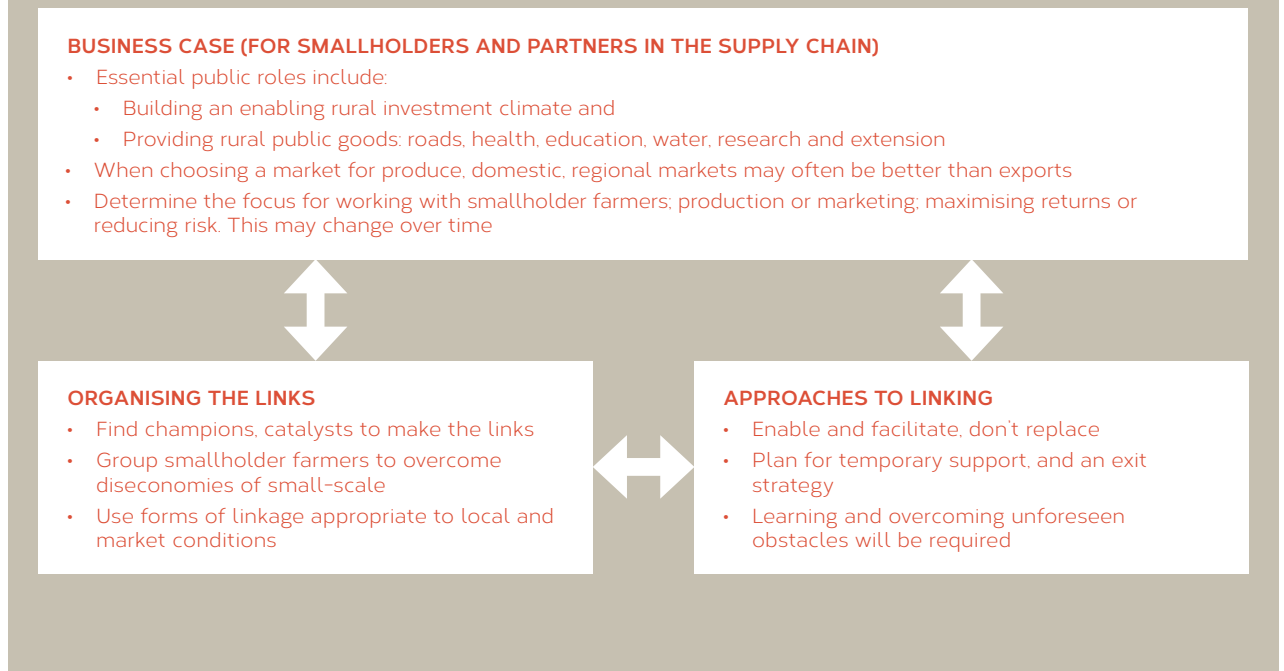 BUSINESS CASE (FOR SMALLHOLDERS AND PARTNERS IN THE SUPPLY CHAIN)
• Essential public roles include:
• Building an enabling rural investment climate and
• Providing rural public goods: roads, health, education, water, research and extension
• When choosing a market for produce, domestic, regional markets may often be better than exports
• Determine the focus for working with smallholder farmers; production or marketing; maximising returns or
reducing risk. This may change over time
ORGANISING THE LINKS
• Find champions, catalysts to make the links
• Group smallholder farmers to overcome
diseconomies of small-scale
• Use forms of linkage appropriate to local and
market conditions
APPROACHES TO LINKING
• Enable and facilitate, don't replace
• Plan for temporary support, and an exit
strategy
• Learning and overcoming unforeseen
obstacles will be required